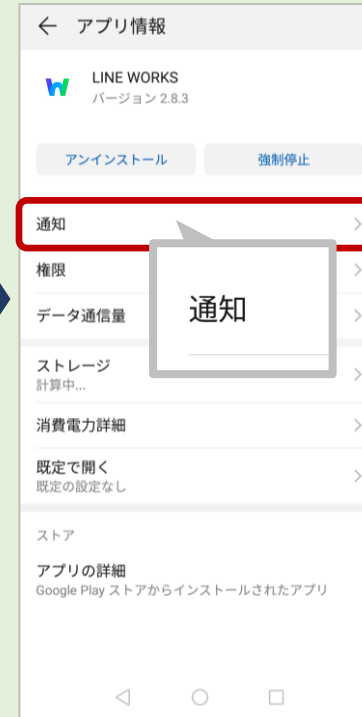 ← アプリ情報
LINE WORKS
バージョン 2.8.3
アンインストール 強制停止
通知
権限
データ通信量
通知
ストレージ
計算中...
消費電力詳細
既定で開く
既定の設定なし
ストア
アプリの詳細
Google Play ストアからインストールされたアプリ